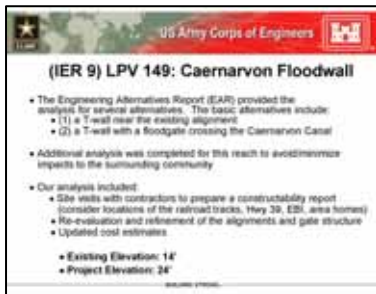 US Army Corps of Engineers
(IER 9) LPV 149: Caernarvon Floodwall
• The Engineering Alternatives Report (EAR) provided the
analysis for several alternatives. The basic alternatives include:
• (1) a T-wall near the existing alignment
• (2) a T-wall with a floodgate crossing the Caernarvon Canal
• Additional analysis was completed for this reach to avoid/minimize
impacts to the surrounding community
• Our analysis included:
• Site visits with contractors to prepare a constructability report
(consider locations of the railroad tracks, Hwy 39, EBI, area homes)
• Re-evaluation and refinement of the alignments and gate structure
• Updated cost estimates
• Existing Elevation: 14'
• Project Elevation: 24'